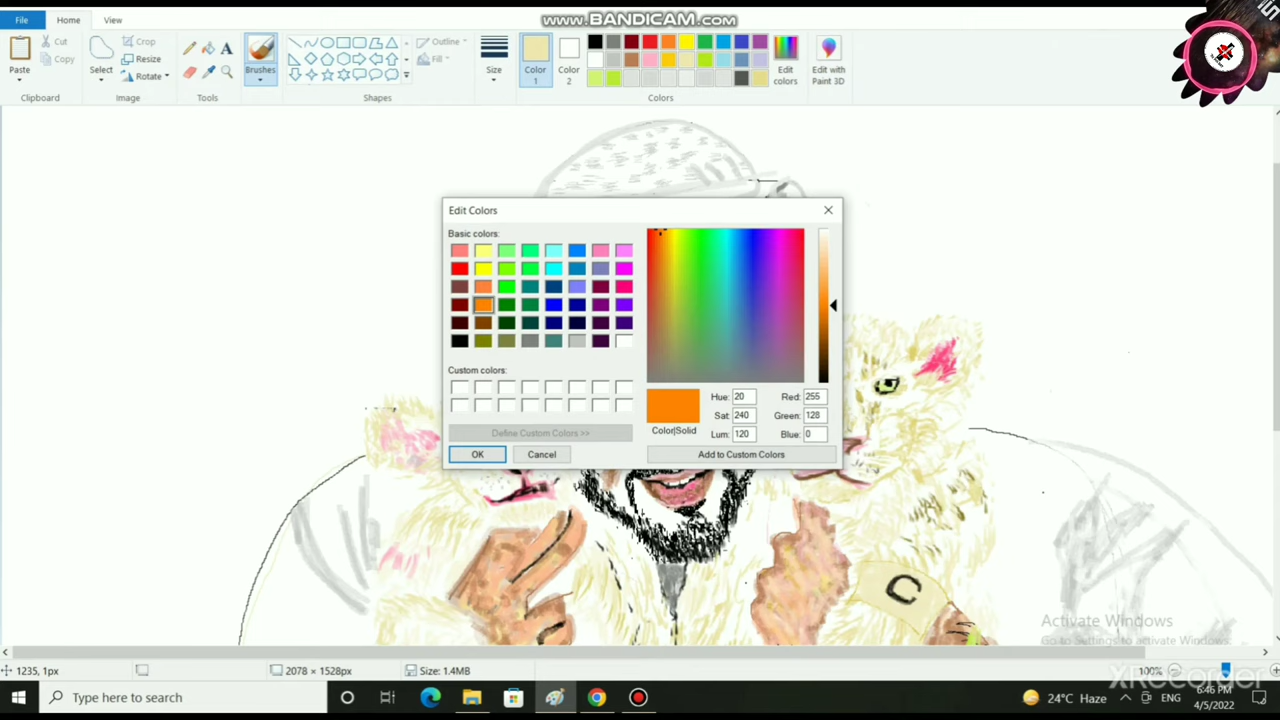 www.BANDICAM.com
File
Home
View
Paste
Cut
Copy
Clipboard
Select
Crop
Resize
Rotate
Image
A
Tools
Brushes
Outline
Fill
Shapes
Size
Color
1
Color
2
Edit
colors
Edit with
Paint 3D
Colors
Edit Colors
Basic colors:
Custom colors:
Define Custom Colors >>
OK
Cancel
Color|Solid
Hue: 20
Sat: 240
Lum: 120
Red: 255
Green: 128
Blue: 0
Add to Custom Colors
C
Activate Windows
Go to Settings to activate Windows.
1235, 1px
2078 × 1528px
Size: 1.4MB
100%
XRecorder
Type here to search
24°C Haze
ENG
6:46 PM
4/5/2022